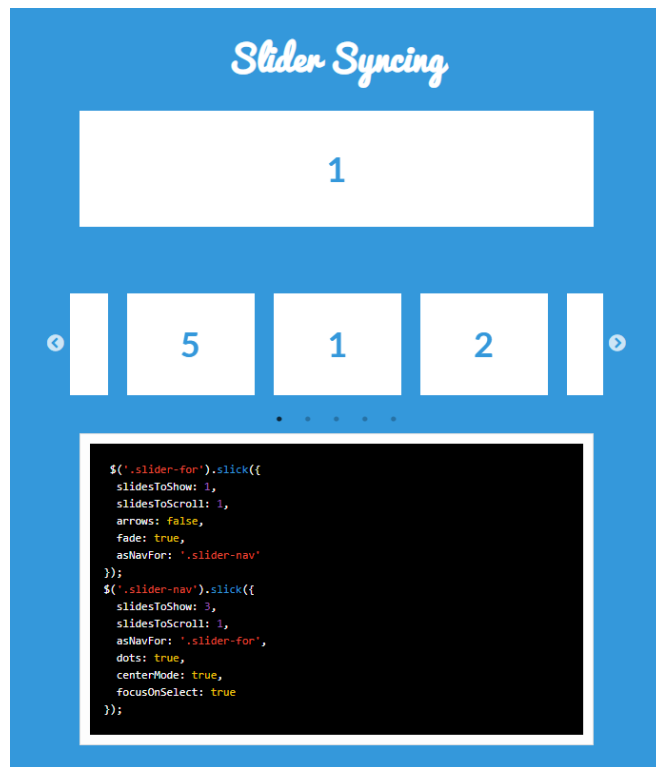 Slider Syncing
1
5 1 2
$('.slider-for').slick({
slidesToShow: 1,
slidesToScroll: 1,
arrows: false,
fade: true,
asNavFor: '.slider-nav'
});
$('.slider-nav').slick({
slidesToShow: 3,
slidesToScroll: 1,
asNavFor: '.slider-for',
dots: true,
centerMode: true,
focusOnSelect: true
});